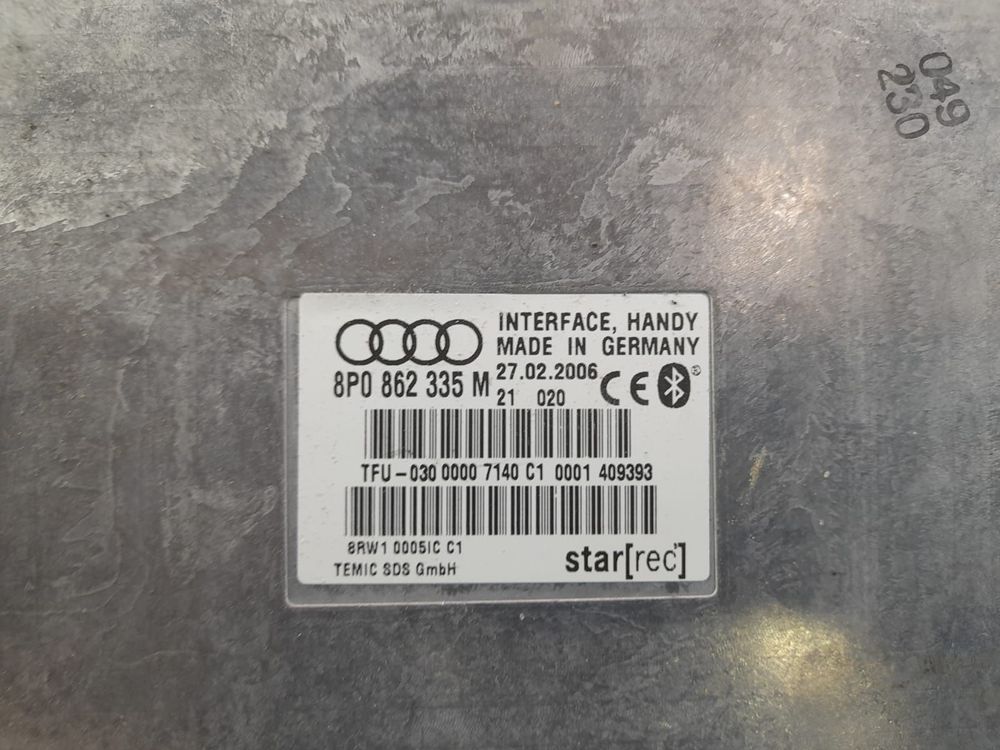 049
230
INTERFACE, HANDY
MADE IN GERMANY
8P0 862 335 M
27.02.2006
21 020
CE
®
TFU-030 0000 7140 C1 0001 409393
8RW1 0005IC C1
TEMIC SDS GmbH
star[rec']